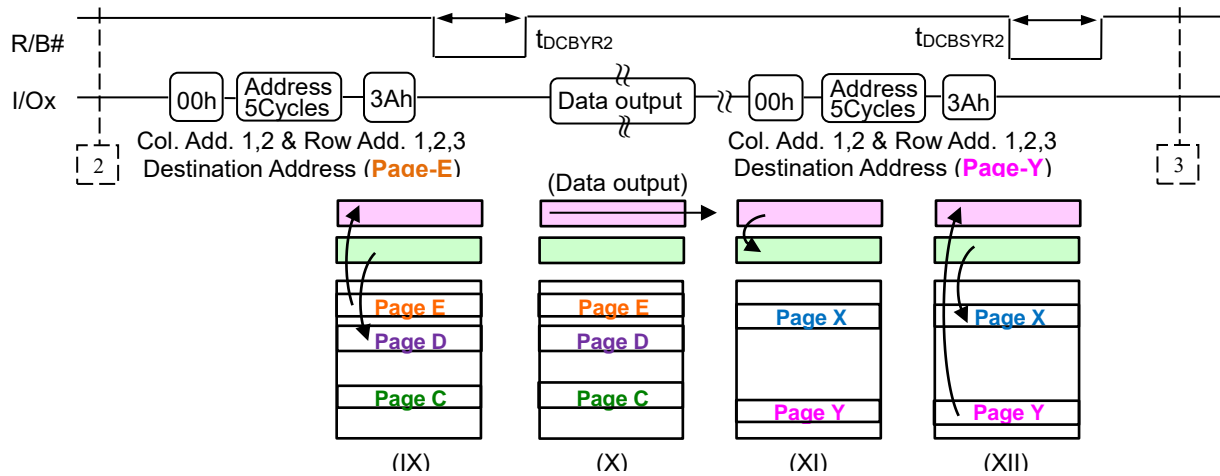 R/B#
tDCBYR2
tDCBSYR2
I/Ox
00h
Address
5Cycles
3Ah
Data output
00h
Address
5Cycles
3Ah
Col. Add. 1,2 & Row Add. 1,2,3
Destination Address (Page-E)
Col. Add. 1,2 & Row Add. 1,2,3
Destination Address (Page-Y)
2
3
(Data output)
Page E
Page D
Page C
Page E
Page D
Page C
Page X
Page Y
Page X
Page Y
(IX)
(X)
(XI)
(XII)